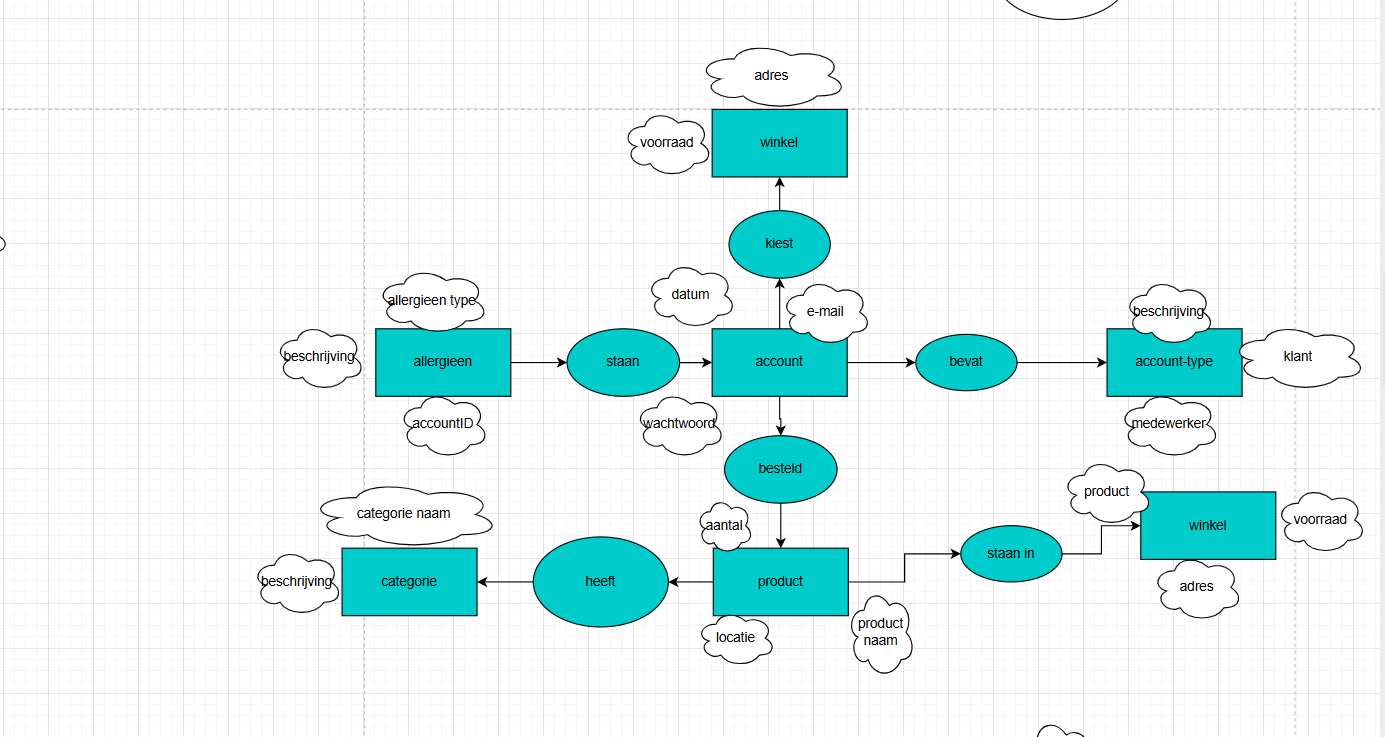 adres
voorraad
winkel
kiest
datum
e-mail
allergieen type
beschrijving
beschrijving
allergieen
staan
account
bevat
account-type
klant
accountID
wachtwoord
medewerker
besteld
product
categorie naam
aantal
winkel
voorraad
staan in
beschrijving
categorie
heeft
product
adres
locatie
product
naam